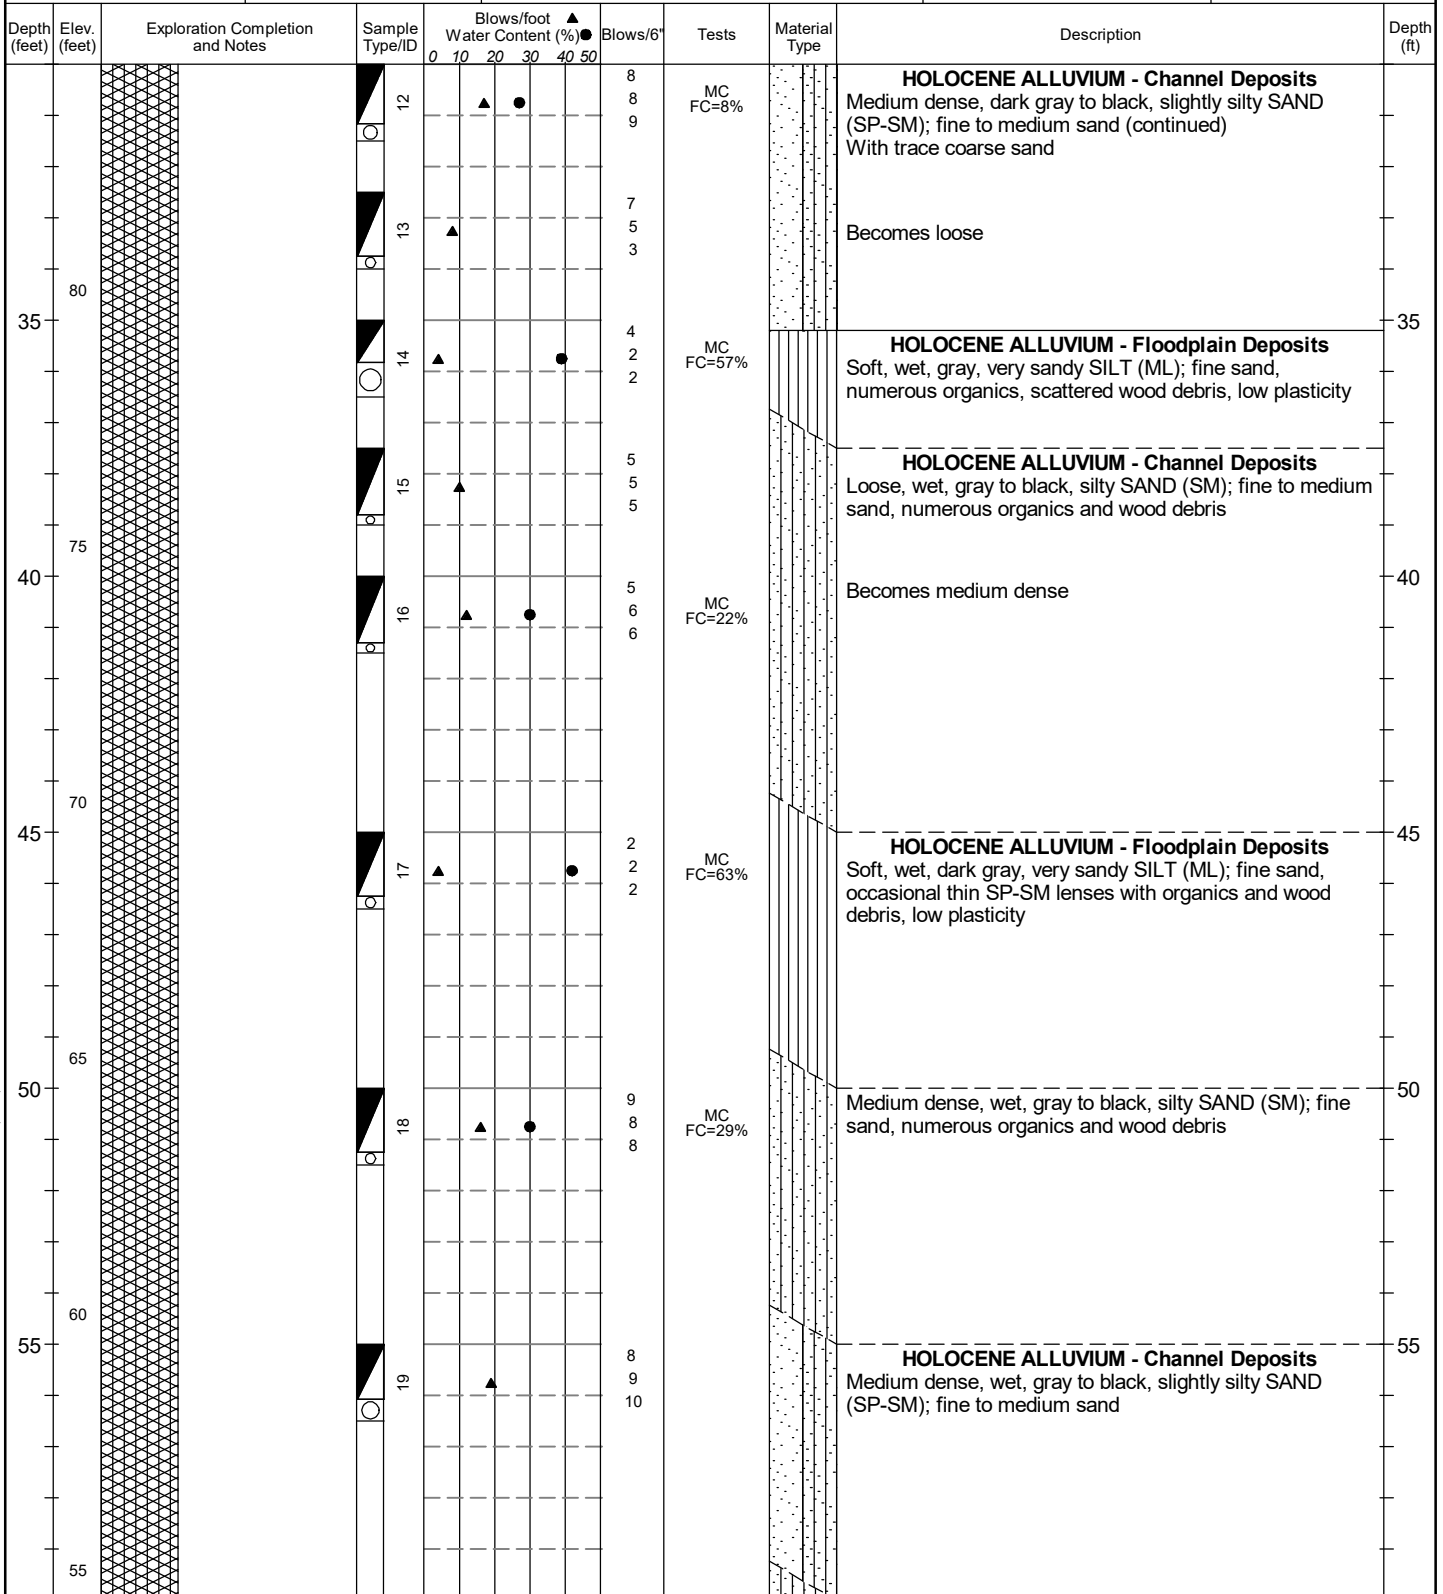 Depth
(feet)
Elev.
(feet)
Exploration Completion
and Notes
Sample
Type/ID
Blows/foot
Water Content (%)
0 10 20 30 40 50
Blows/6"
Tests
Material
Type
Description
Depth
(ft)
12
8
8
9
MC
FC=8%
HOLOCENE ALLUVIUM - Channel Deposits
Medium dense, dark gray to black, slightly silty SAND
(SP-SM); fine to medium sand (continued)
With trace coarse sand
13
7
5
3
Becomes loose
80
35
35
14
4
2
2
MC
FC=57%
HOLOCENE ALLUVIUM - Floodplain Deposits
Soft, wet, gray, very sandy SILT (ML); fine sand,
numerous organics, scattered wood debris, low plasticity
15
5
5
5
HOLOCENE ALLUVIUM - Channel Deposits
Loose, wet, gray to black, silty SAND (SM); fine to medium
sand, numerous organics and wood debris
75
40
40
16
5
6
6
MC
FC=22%
Becomes medium dense
70
45
45
17
2
2
2
MC
FC=63%
HOLOCENE ALLUVIUM - Floodplain Deposits
Soft, wet, dark gray, very sandy SILT (ML); fine sand,
occasional thin SP-SM lenses with organics and wood
debris, low plasticity
65
50
50
18
9
8
8
MC
FC=29%
Medium dense, wet, gray to black, silty SAND (SM); fine
sand, numerous organics and wood debris
60
55
55
19
8
9
10
HOLOCENE ALLUVIUM - Channel Deposits
Medium dense, wet, gray to black, slightly silty SAND
(SP-SM); fine to medium sand
55